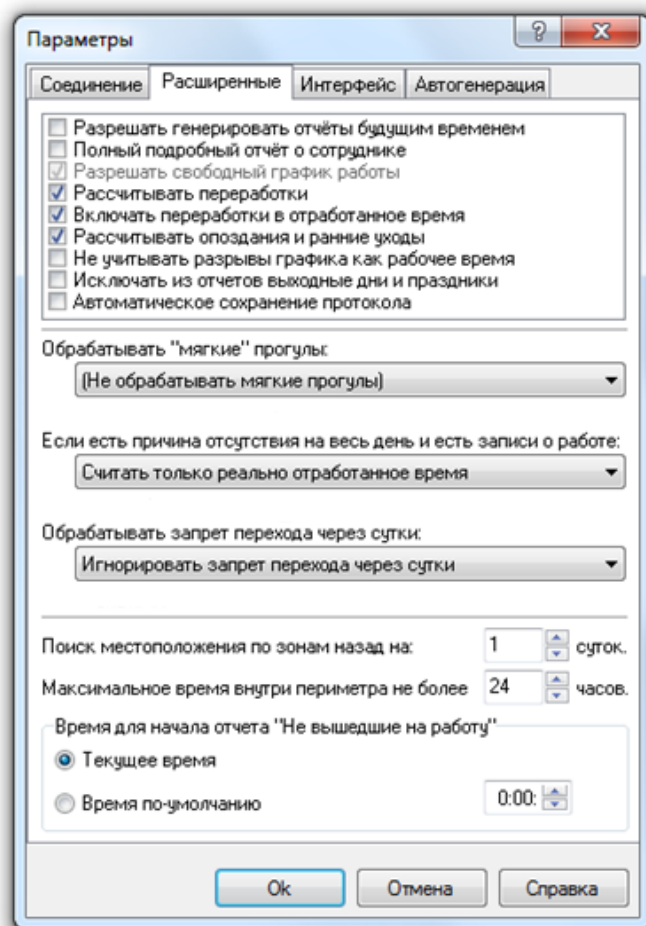 Параметры
Соединение Расширенные Интерфейс Автогенерация
Разрешать генерировать отчёты будущим временем
Полный подробный отчёт о сотруднике
Разрешать свободный график работы
Рассчитывать переработки
Включать переработки в отработанное время
Рассчитывать опоздания и ранние уходы
Не учитывать разрывы графика как рабочее время
Исключать из отчетов выходные дни и праздники
Автоматическое сохранение протокола
Обрабатывать "мягкие" прогулы:
(Не обрабатывать мягкие прогулы)
Если есть причина отсутствия на весь день и есть записи о работе:
Считать только реально отработанное время
Обрабатывать запрет перехода через сутки:
Игнорировать запрет перехода через сутки
Поиск местоположения по зонам назад на: 1 суток.
Максимальное время внутри периметра не более 24 часов.
Время для начала отчета "Не вышедшие на работу"
Текущее время
Время по-умолчанию 0:00:
Ok Отмена Справка